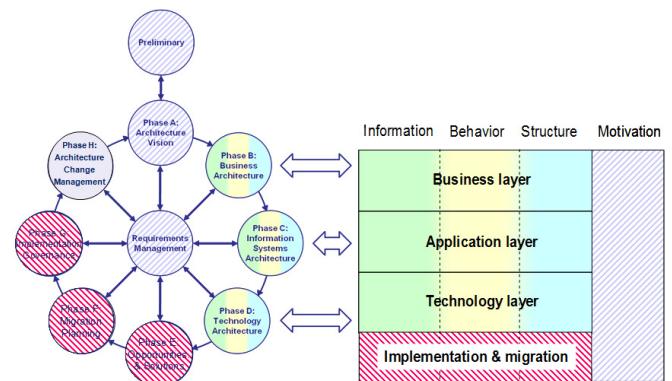 Preliminary
Phase A:
Architecture
Vision
Phase H:
Architecture
Change
Management
Phase B:
Business
Architecture
Phase G:
Implementation
Governance
Requirements
Management
Phase C:
Information
Systems
Architecture
Phase F:
Migration
Planning
Phase D:
Technology
Architecture
Phase E:
Opportunities
& Solutions
Information Behavior Structure Motivation
Business layer
Application layer
Technology layer
Implementation & migration